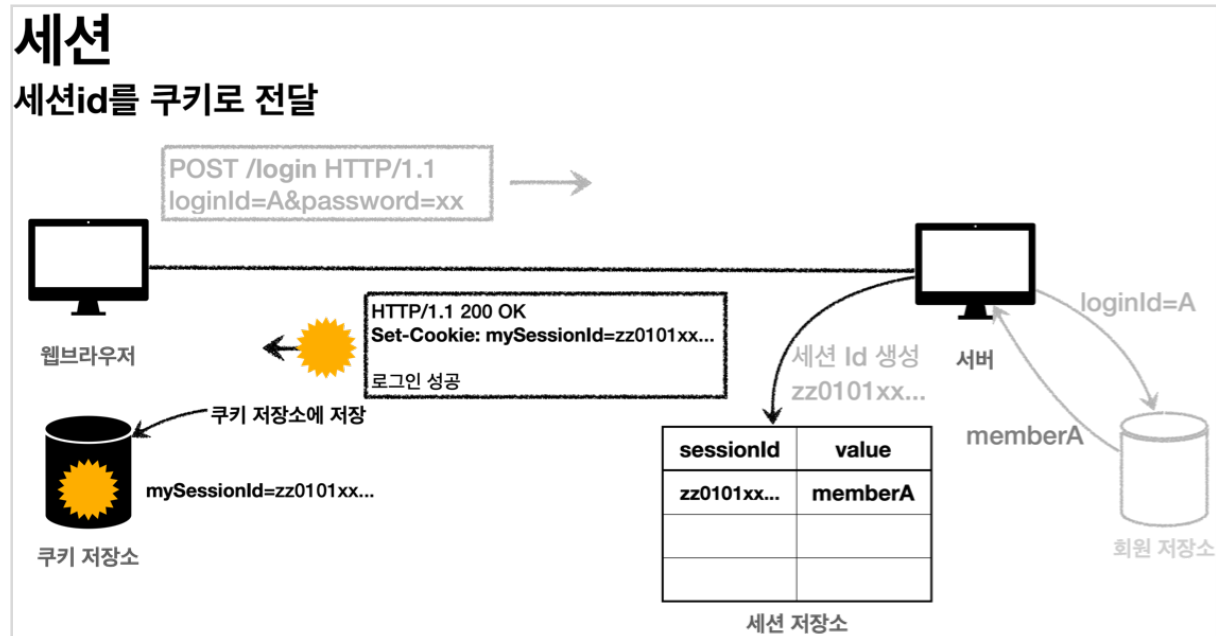 세션
세션id를 쿠키로 전달
POST /login HTTP/1.1
loginId=A&password=xx
웹브라우저
HTTP/1.1 200 OK
Set-Cookie: mySessionId=zz0101xx...
로그인 성공
쿠키 저장소에 저장
mySessionId=zz0101xx...
쿠키 저장소
세션 Id 생성
zz0101xx...
서버
loginId=A
memberA
회원 저장소
sessionId value
zz0101xx... memberA
세션 저장소